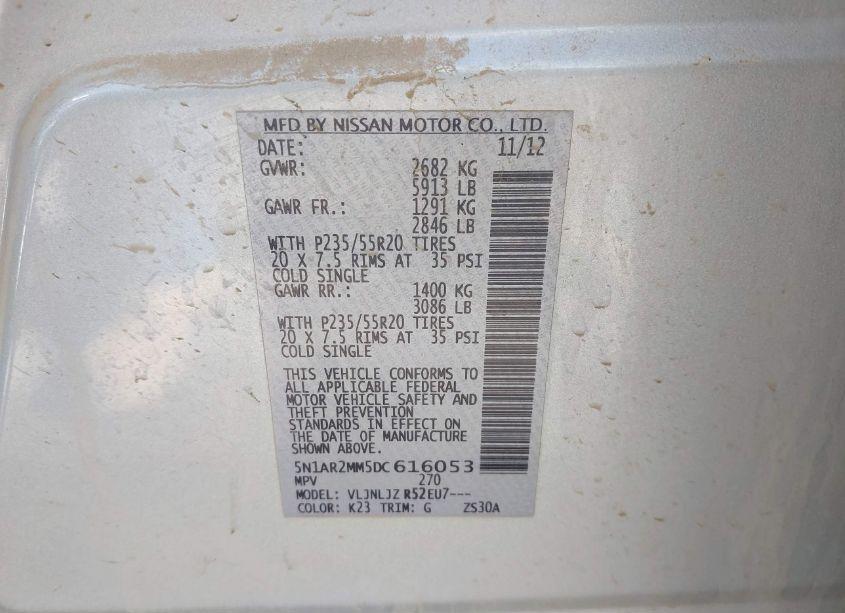 MFD BY NISSAN MOTOR CO., LTD.
DATE: 11/12
GVWR: 2682 KG
5913 LB
GAWR FR.: 1291 KG
2846 LB
WITH P235/55R20 TIRES
20 X 7.5 RIMS AT 35 PSI
COLD SINGLE
GAWR RR.: 1400 KG
3086 LB
WITH P235/55R20 TIRES
20 X 7.5 RIMS AT 35 PSI
COLD SINGLE
THIS VEHICLE CONFORMS TO
ALL APPLICABLE FEDERAL
MOTOR VEHICLE SAFETY AND
THEFT PREVENTION
STANDARDS IN EFFECT ON
THE DATE OF MANUFACTURE
SHOWN ABOVE.
5N1AR2MM5DC616053
MPV 270
MODEL: VLJNLJZ R52EU7---
COLOR: K23 TRIM: G ZS30A